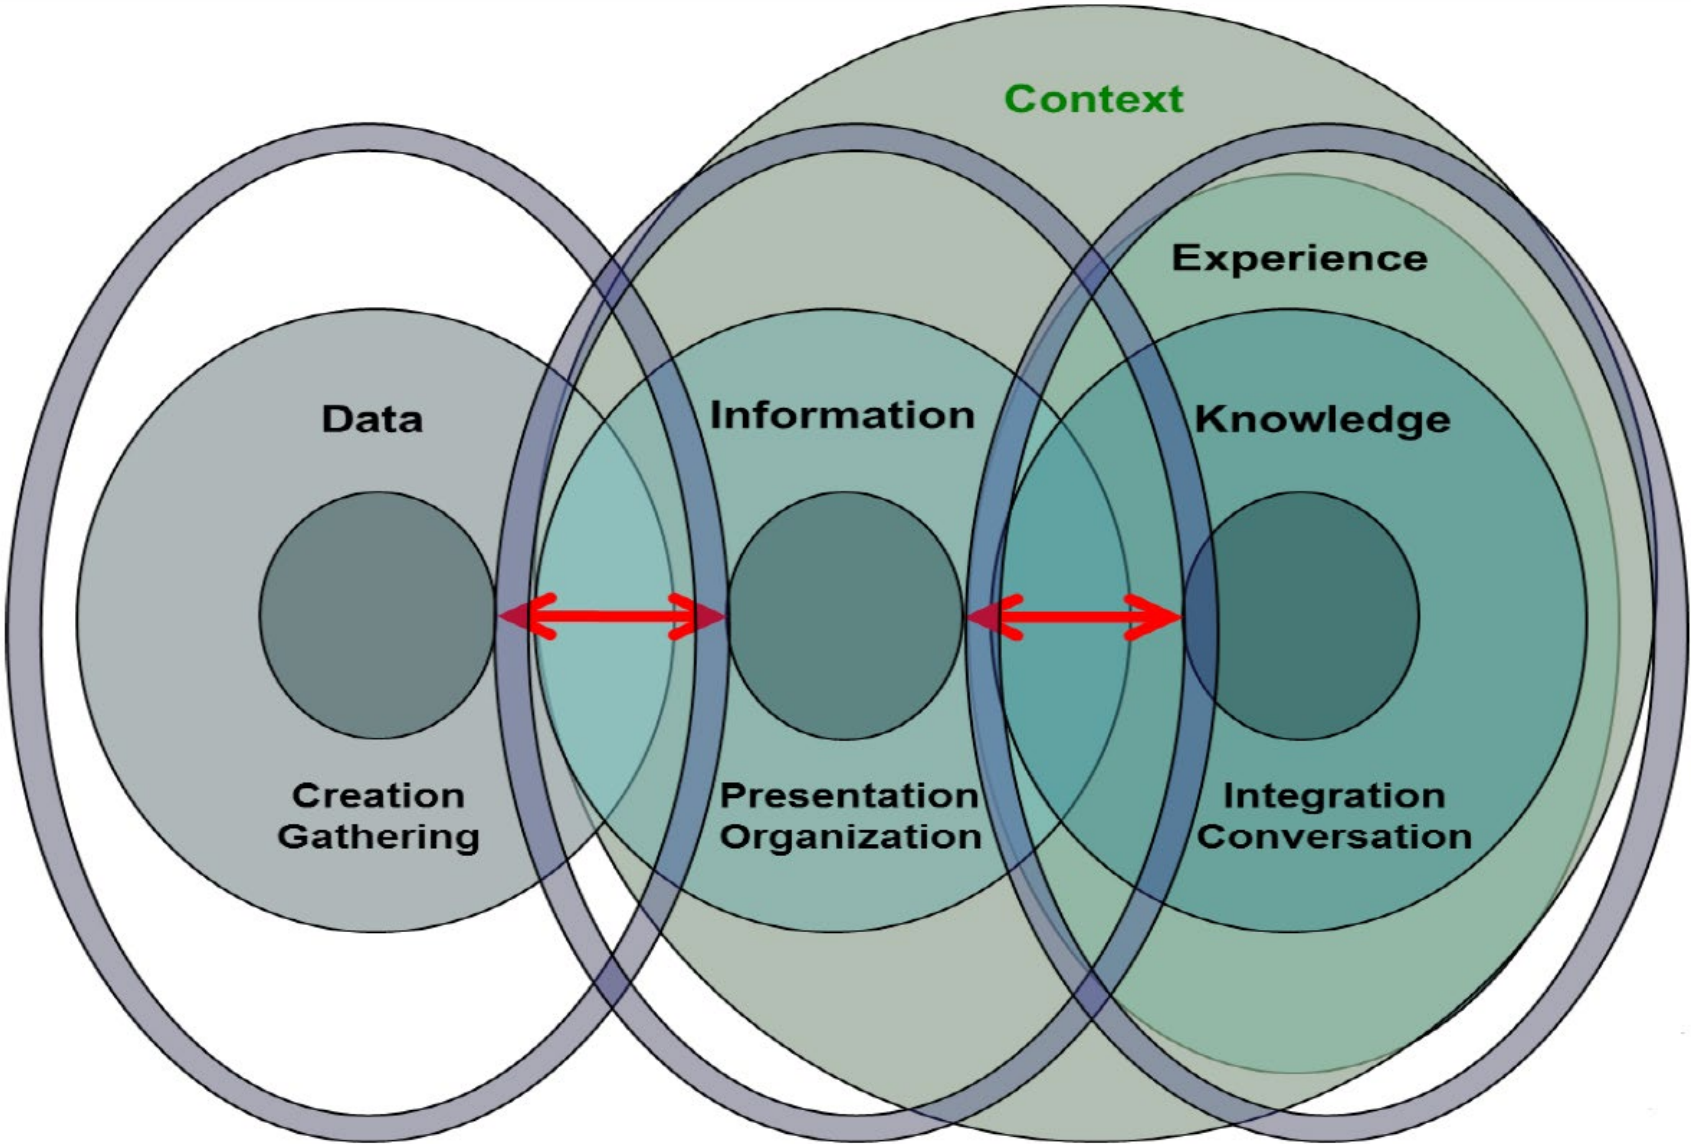 Context
Experience
Data
Information
Knowledge
Creation
Gathering
Presentation
Organization
Integration
Conversation